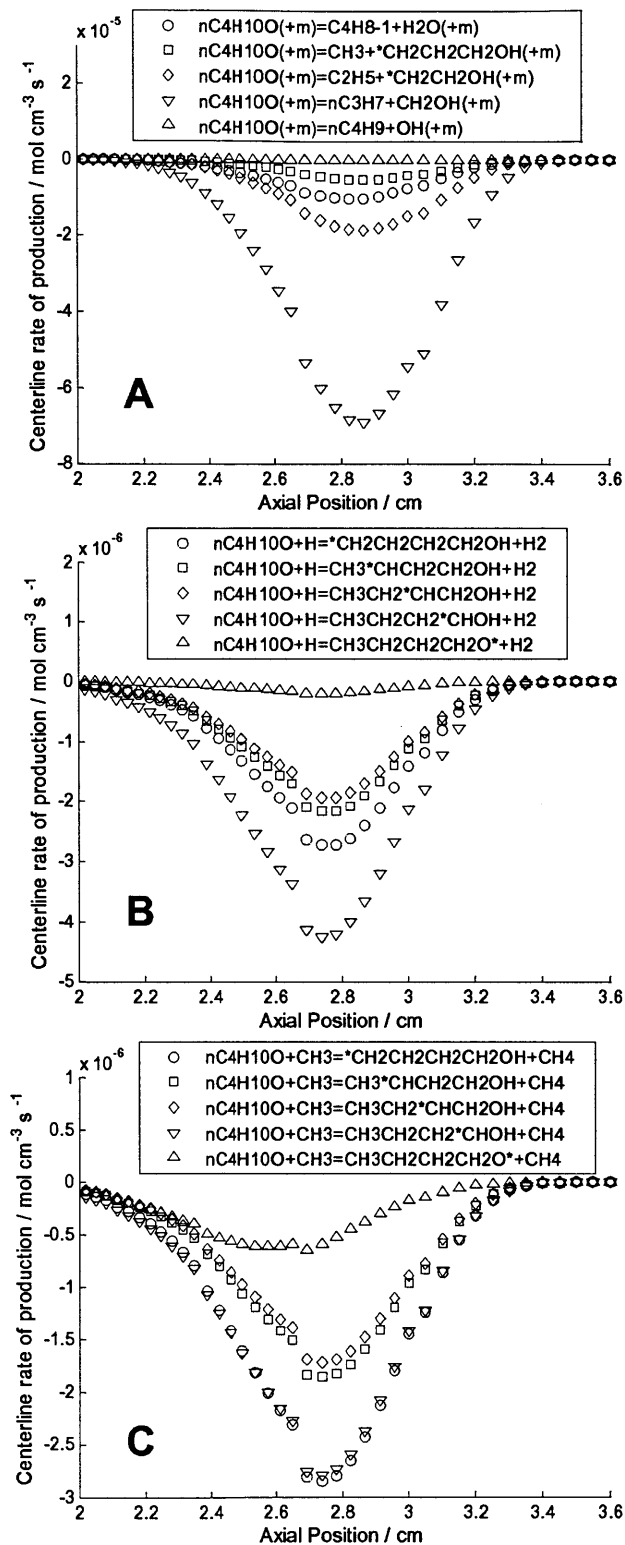 x 10-5
nC4H10O(+m)=C4H8-1+H2O(+m)
nC4H10O(+m)=CH3+*CH2CH2CH2OH(+m)
nC4H10O(+m)=C2H5+*CH2CH2OH(+m)
nC4H10O(+m)=nC3H7+CH2OH(+m)
nC4H10O(+m)=nC4H9+OH(+m)
2
0
-2
-4
-6
-8
Centerline rate of production / mol cm-3 s-1
A
2 2.2 2.4 2.6 2.8 3 3.2 3.4 3.6
Axial Position / cm
x 10-6
nC4H10O+H=*CH2CH2CH2CH2OH+H2
nC4H10O+H=CH3*CHCH2CH2OH+H2
nC4H10O+H=CH3CH2*CHCH2OH+H2
nC4H10O+H=CH3CH2CH2*CHOH+H2
nC4H10O+H=CH3CH2CH2CH2O*+H2
2
1
0
-1
-2
-3
-4
-5
Centerline rate of production / mol cm-3 s-1
B
2 2.2 2.4 2.6 2.8 3 3.2 3.4 3.6
Axial Position / cm
x 10-6
nC4H10O+CH3=*CH2CH2CH2CH2OH+CH4
nC4H10O+CH3=CH3*CHCH2CH2OH+CH4
nC4H10O+CH3=CH3CH2*CHCH2OH+CH4
nC4H10O+CH3=CH3CH2CH2*CHOH+CH4
nC4H10O+CH3=CH3CH2CH2CH2O*+CH4
1
0.5
0
-0.5
-1
-1.5
-2
-2.5
-3
Centerline rate of production / mol cm-3 s-1
C
2 2.2 2.4 2.6 2.8 3 3.2 3.4 3.6
Axial Position / cm